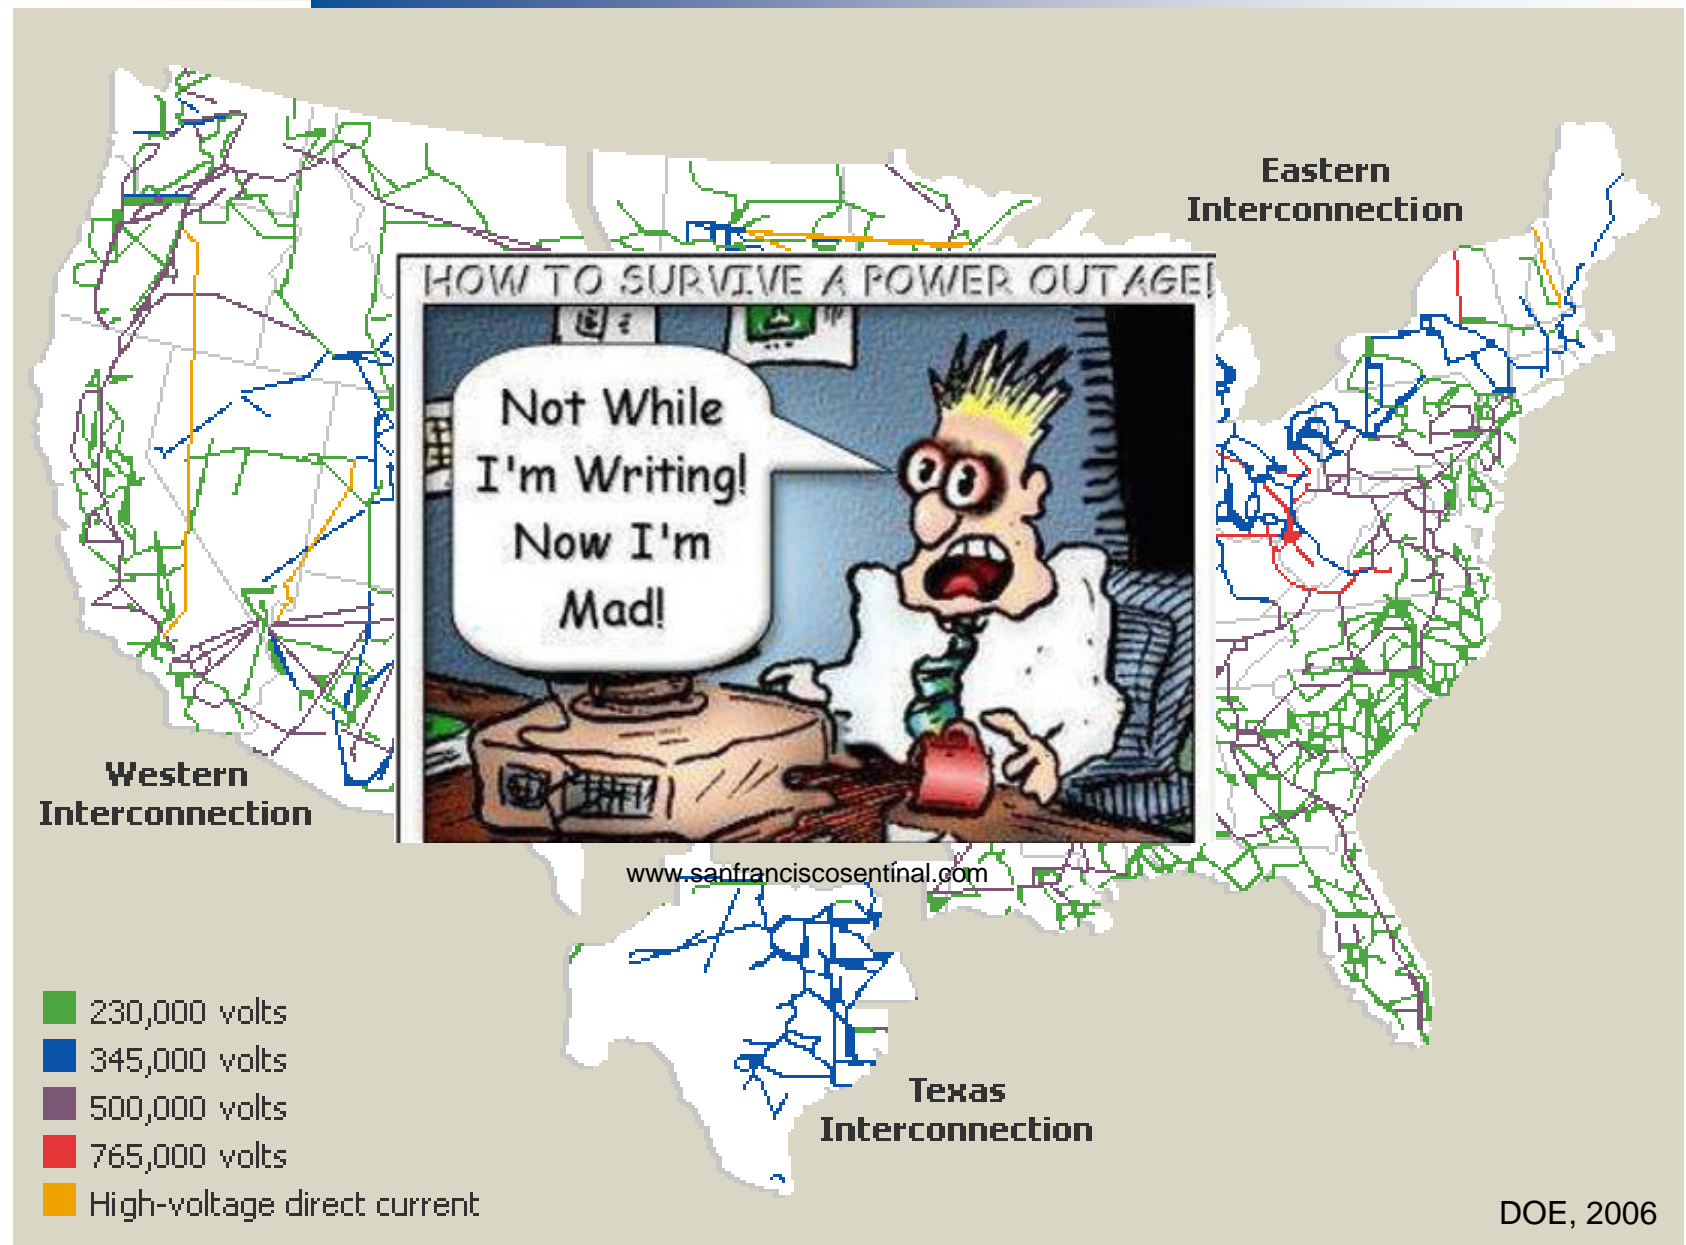 Eastern
Interconnection
HOW TO SURVIVE A POWER OUTAGE!
Not While
I'm Writing!
Now I'm
Mad!
Western
Interconnection
www.sanfranciscosentinal.com
230,000 volts
345,000 volts
500,000 volts
765,000 volts
High-voltage direct current
Texas
Interconnection
DOE, 2006